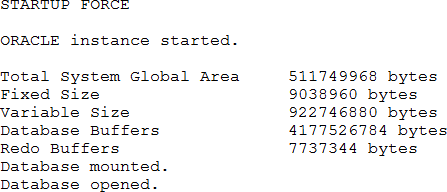 STARTUP FORCE
ORACLE instance started.
Total System Global Area 511749968 bytes
Fixed Size 9038960 bytes
Variable Size 922746880 bytes
Database Buffers 4177526784 bytes
Redo Buffers 7737344 bytes
Database mounted.
Database opened.